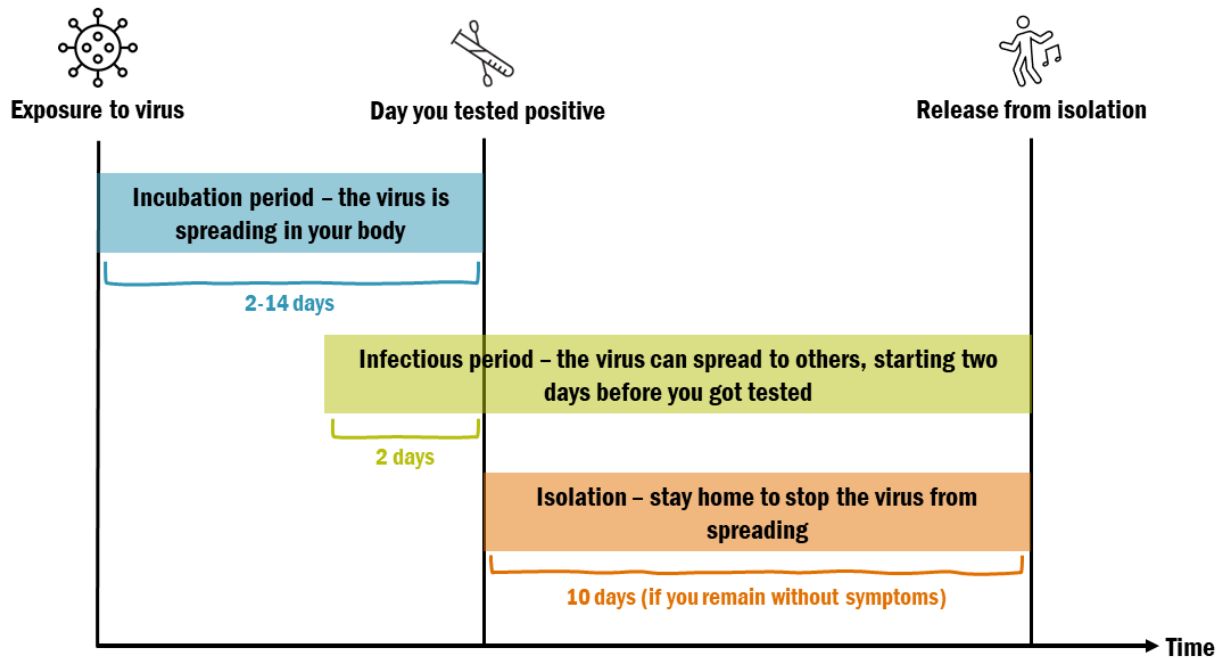 Exposure to virus
Day you tested positive
Release from isolation
Incubation period – the virus is
spreading in your body
2-14 days
Infectious period – the virus can spread to others, starting two
days before you got tested
2 days
Isolation – stay home to stop the virus from
spreading
10 days (if you remain without symptoms)
Time